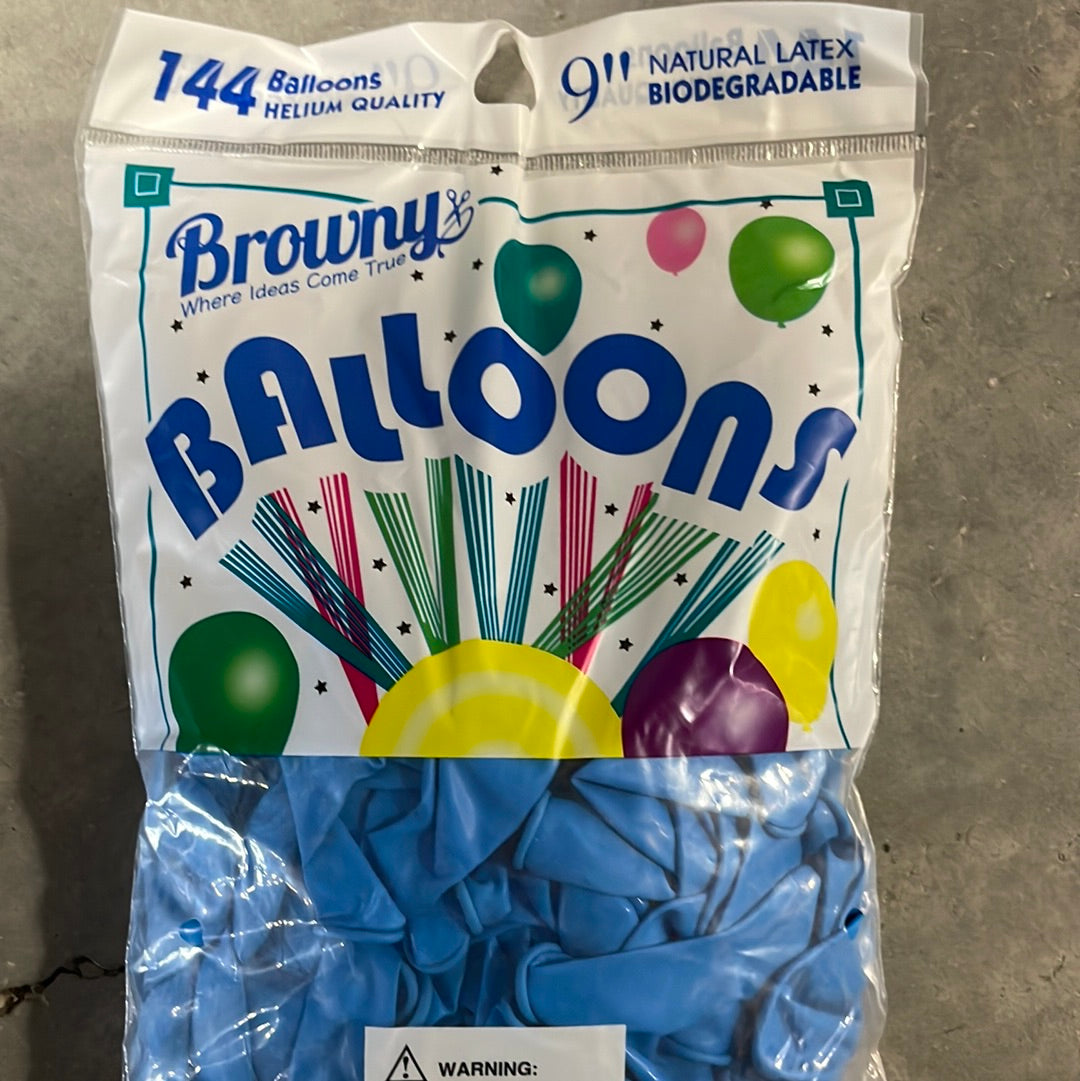 144 Balloons
HELIUM QUALITY
9" NATURAL LATEX
BIODEGRADABLE
Browny
Where Ideas Come True
BALLOONS
WARNING: